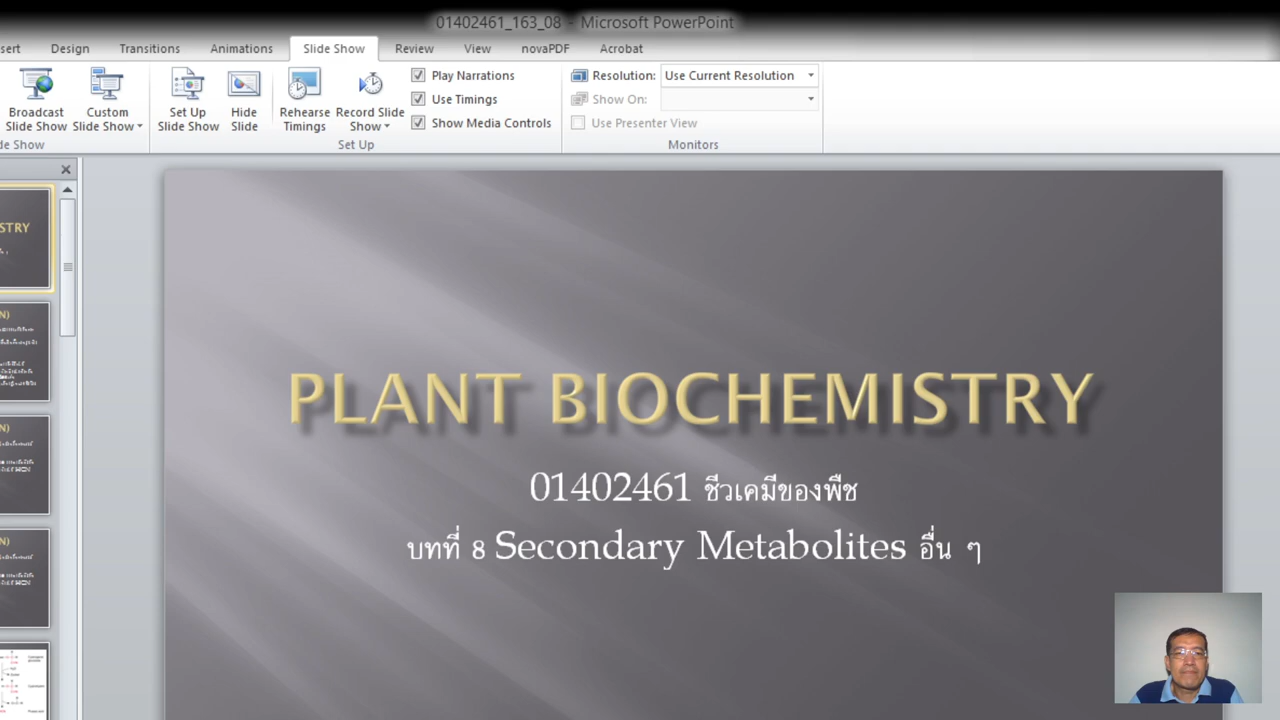 01402461_163_08 - Microsoft PowerPoint
sert Design Transitions Animations Slide Show Review View novaPDF Acrobat
Broadcast Slide Show
Custom Slide Show
Set Up Slide Show
Hide Slide
Rehearse Timings
Record Slide Show
Play Narrations
Use Timings
Show Media Controls
Resolution: Use Current Resolution
Show On:
Use Presenter View
de Show
Set Up
Monitors
STRY
N)
N)
N)
PLANT BIOCHEMISTRY
01402461 ชีวเคมีของพืช
บทที่ 8 Secondary Metabolites อื่น ๆ